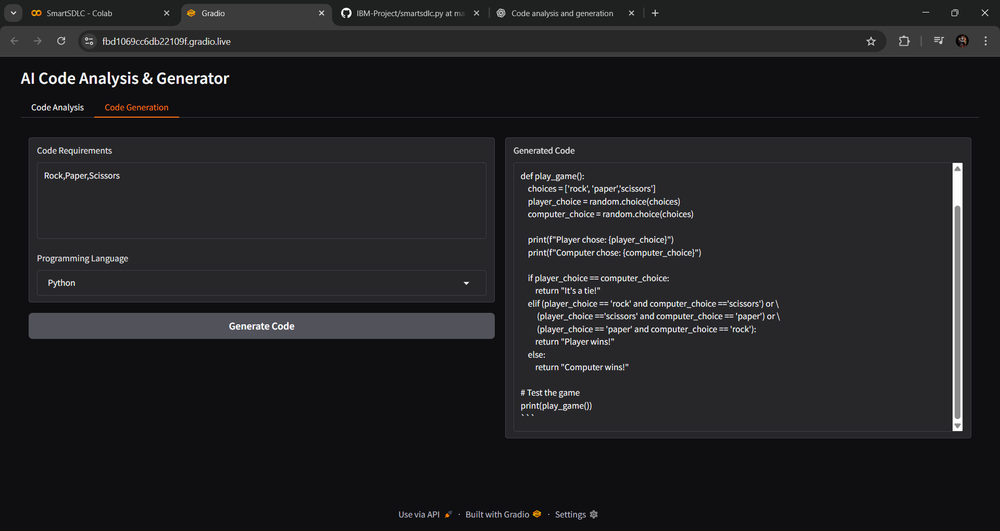 SmartSDLC - Colab
Gradio
IBM-Project/smartsdlc.py at ma
Code analysis and generation
fbd1069cc6db22109f.gradio.live
AI Code Analysis & Generator
Code Analysis
Code Generation
Code Requirements
Rock,Paper,Scissors
Programming Language
Python
Generate Code
Generated Code
def play_game():
    choices = ['rock', 'paper','scissors']
    player_choice = random.choice(choices)
    computer_choice = random.choice(choices)

    print(f"Player chose: {player_choice}")
    print(f"Computer chose: {computer_choice}")

    if player_choice == computer_choice:
        return "It's a tie!"
    elif (player_choice == 'rock' and computer_choice =='scissors') or \
         (player_choice =='scissors' and computer_choice == 'paper') or \
         (player_choice == 'paper' and computer_choice == 'rock'):
        return "Player wins!"
    else:
        return "Computer wins!"

# Test the game
print(play_game())
```
Use via API · Built with Gradio · Settings